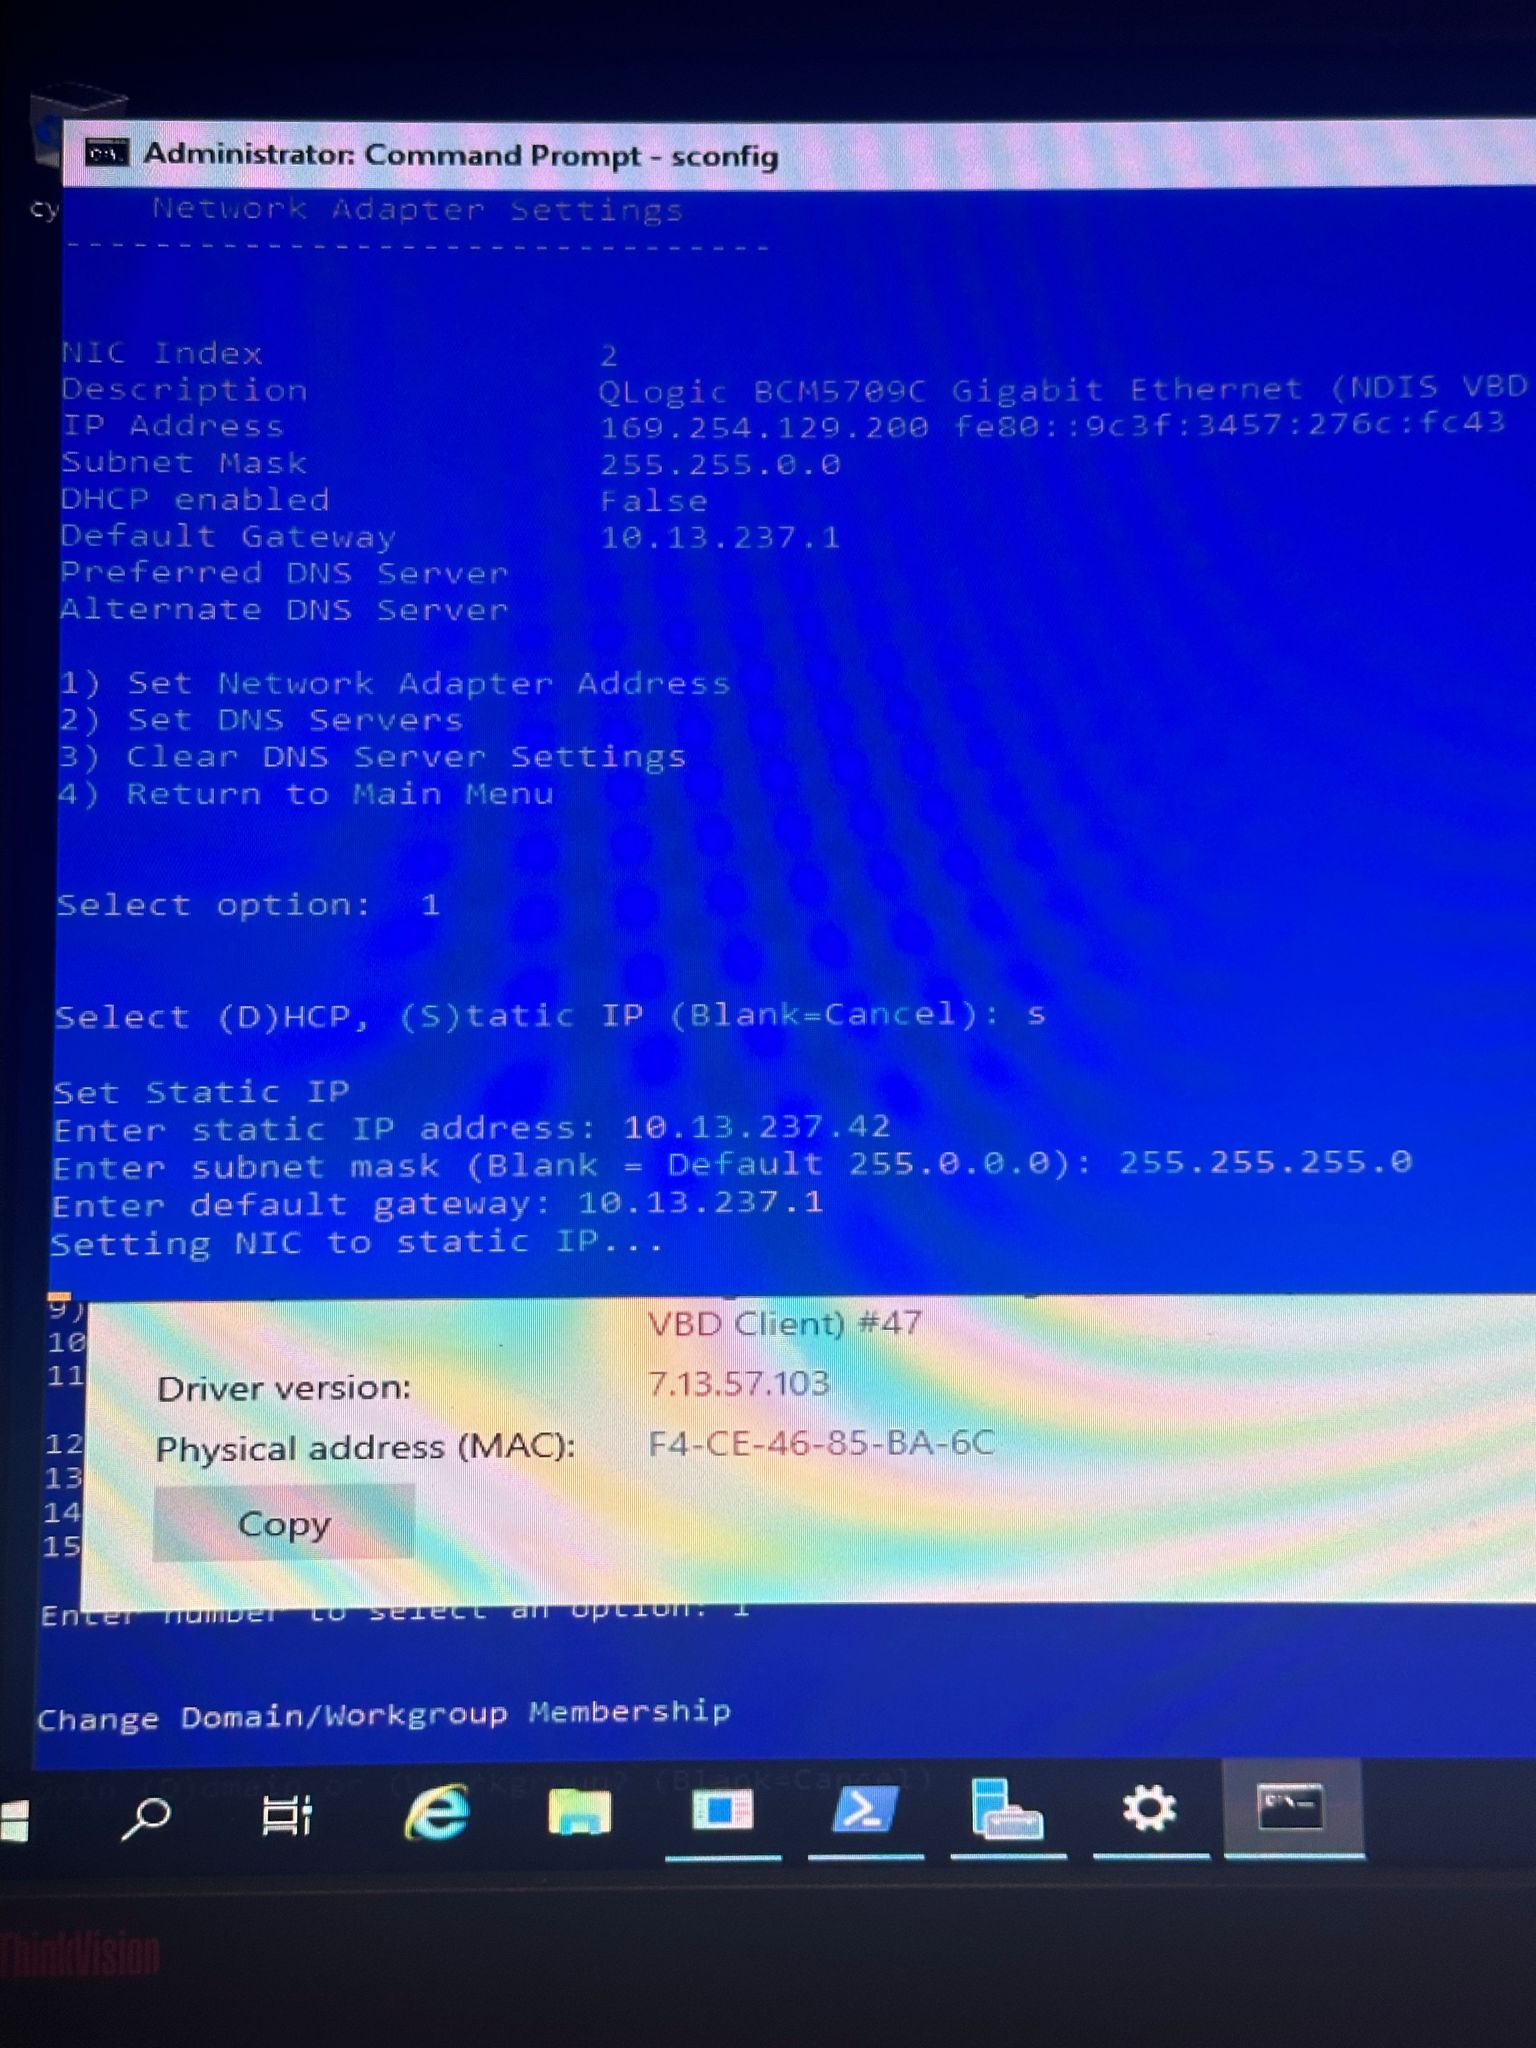 Administrator: Command Prompt - sconfig
cy
Network Adapter Settings
--------------------------------
NIC Index 2
Description QLogic BCM5709C Gigabit Ethernet (NDIS VBD
IP Address 169.254.129.200 fe80::9c3f:3457:276c:fc43
Subnet Mask 255.255.0.0
DHCP enabled False
Default Gateway 10.13.237.1
Preferred DNS Server
Alternate DNS Server
1) Set Network Adapter Address
2) Set DNS Servers
3) Clear DNS Server Settings
4) Return to Main Menu
Select option: 1
Select (D)HCP, (S)tatic IP (Blank=Cancel): s
Set Static IP
Enter static IP address: 10.13.237.42
Enter subnet mask (Blank = Default 255.0.0.0): 255.255.255.0
Enter default gateway: 10.13.237.1
Setting NIC to static IP...
9)
VBD Client) #47
10
11
Driver version: 7.13.57.103
12
Physical address (MAC): F4-CE-46-85-BA-6C
13
14
Copy
15
Enter number to select an option: 1
Change Domain/Workgroup Membership
(Blank=Cancel)
ThinkVision